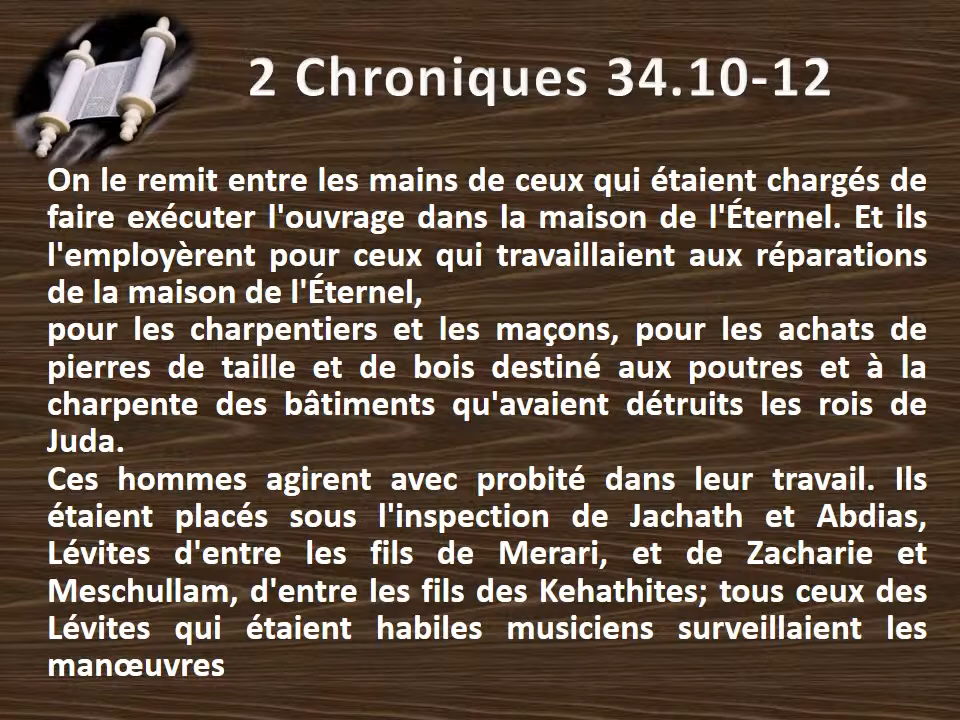 2 Chroniques 34.10-12
On le remit entre les mains de ceux qui étaient chargés de
faire exécuter l'ouvrage dans la maison de l'Éternel. Et ils
l'employèrent pour ceux qui travaillaient aux réparations
de la maison de l'Éternel,
pour les charpentiers et les maçons, pour les achats de
pierres de taille et de bois destiné aux poutres et à la
charpente des bâtiments qu'avaient détruits les rois de
Juda.
Ces hommes agirent avec probité dans leur travail. Ils
étaient placés sous l'inspection de Jachath et Abdias,
Lévites d'entre les fils de Merari, et de Zacharie et
Meschullam, d'entre les fils des Kehathites; tous ceux des
Lévites qui étaient habiles musiciens surveillaient les
manœuvres